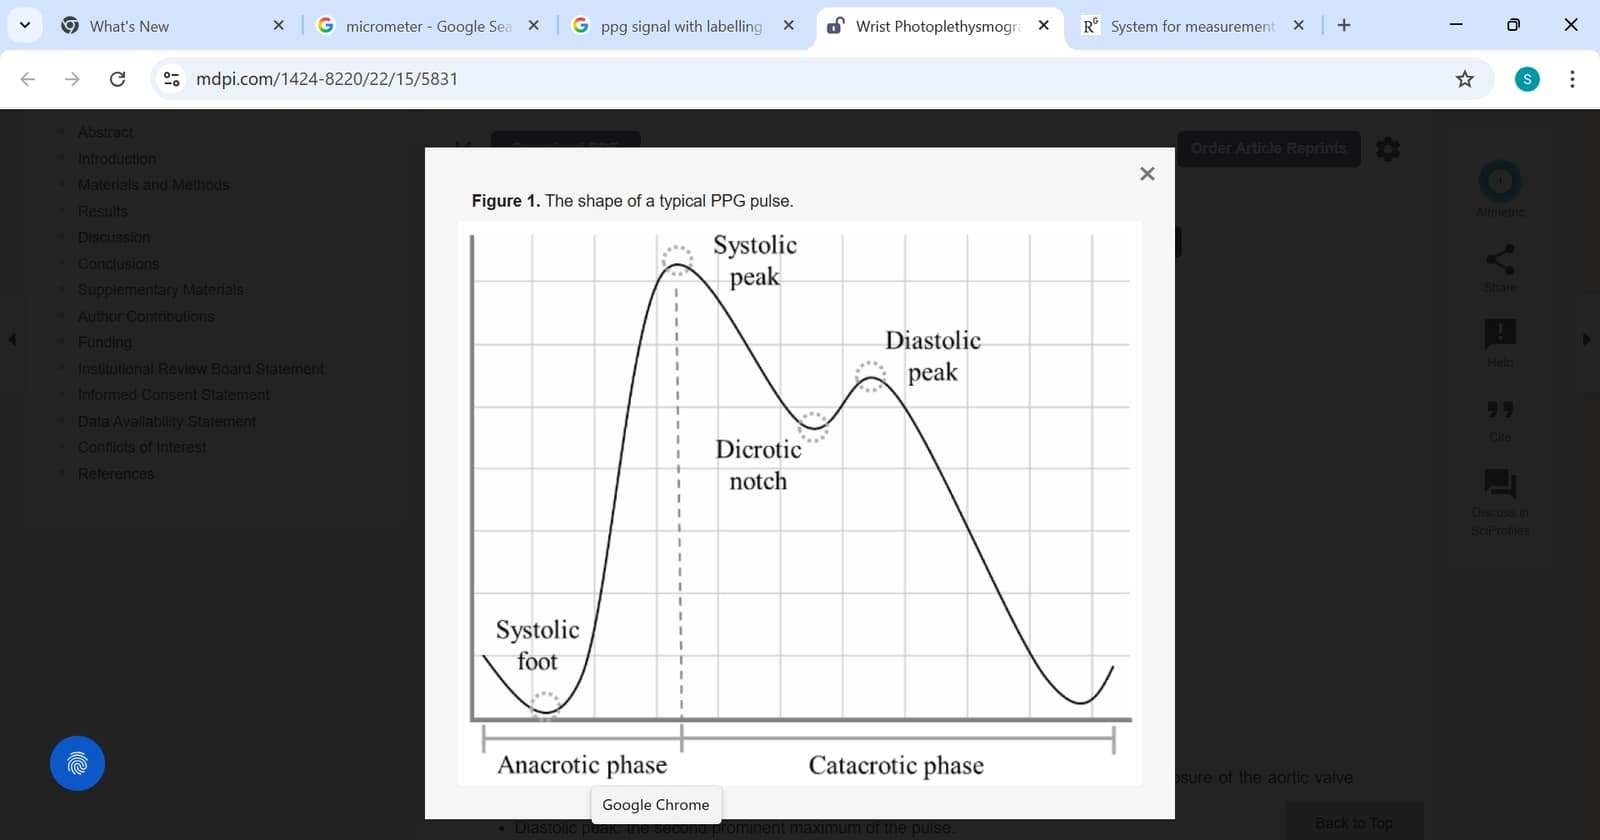 What's New
micrometer - Google Sea
ppg signal with labelling
Wrist Photoplethysmogra
System for measurement
mdpi.com/1424-8220/22/15/5831
S
Abstract
Introduction
Materials and Methods
Results
Discussion
Conclusions
Supplementary Materials
Author Contributions
Funding
Institutional Review Board Statement
Informed Consent Statement
Data Availability Statement
Conflicts of Interest
References
Order Article Reprints
Altmetric
Share
Help
Cite
Discuss in
SciProfiles
Figure 1. The shape of a typical PPG pulse.
Systolic
peak
Diastolic
peak
Dicrotic
notch
Systolic
foot
Anacrotic phase
Catacrotic phase
Google Chrome
osure of the aortic valve
Diastolic peak: the second prominent maximum of the pulse.
Back to Top